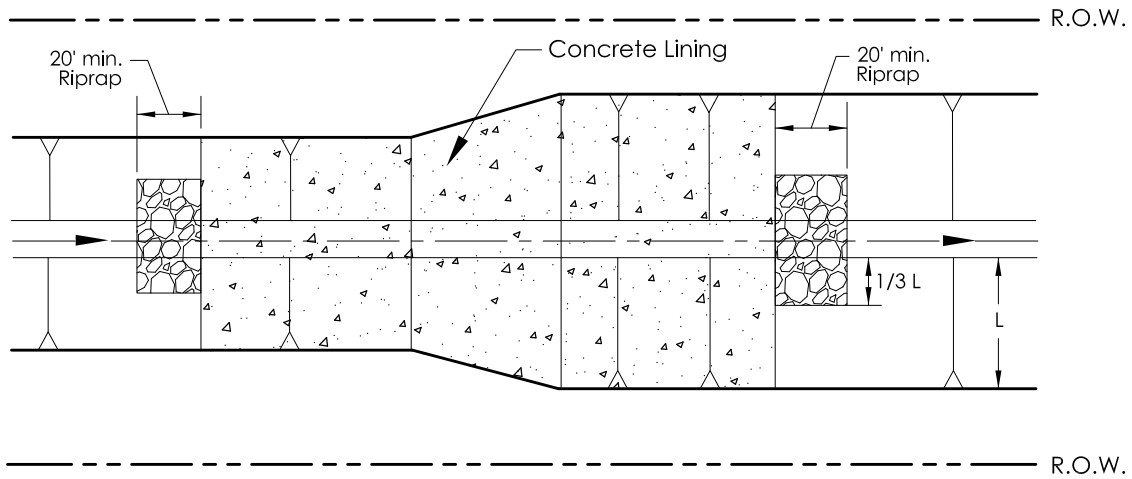 R.O.W.
20' min.
Riprap
Concrete Lining
20' min.
Riprap
1/3 L
L
R.O.W.